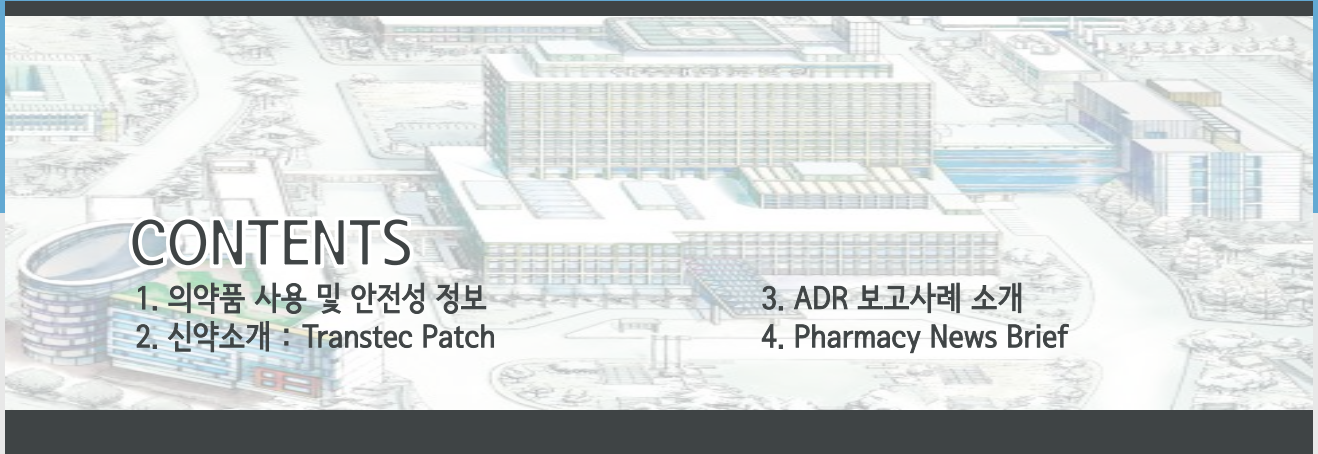 CONTENTS
1. 의약품 사용 및 안전성 정보
2. 신약소개 : Transtec Patch
3. ADR 보고사례 소개
4. Pharmacy News Brief